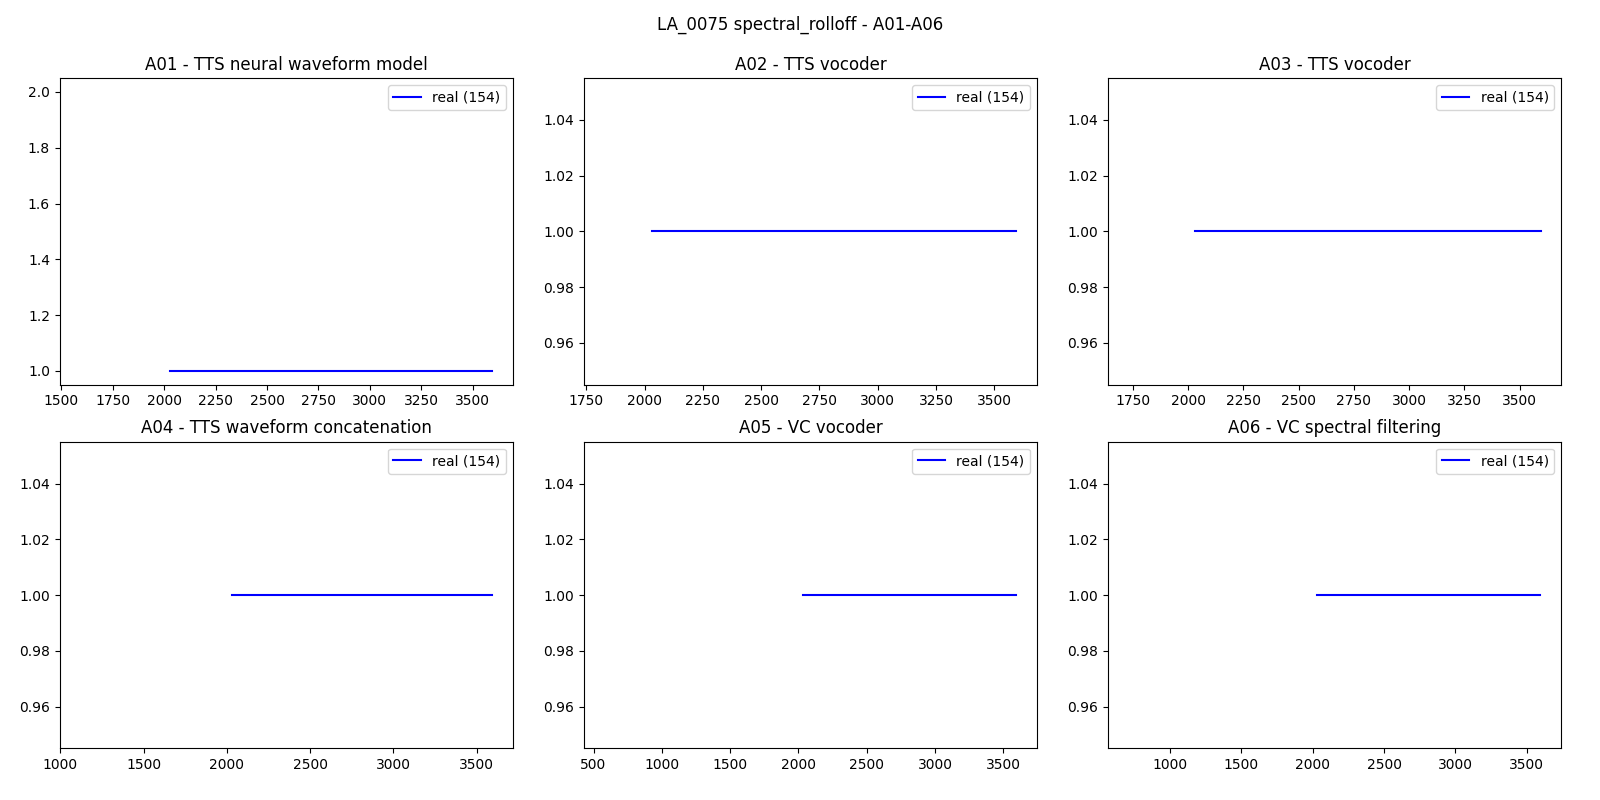 LA_0075 spectral_rolloff - A01-A06
A01 - TTS neural waveform model
real (154)
2.0
1.8
1.6
1.4
1.2
1.0
1500 1750 2000 2250 2500 2750 3000 3250 3500
A02 - TTS vocoder
real (154)
1.04
1.02
1.00
0.98
0.96
1750 2000 2250 2500 2750 3000 3250 3500
A03 - TTS vocoder
real (154)
1.04
1.02
1.00
0.98
0.96
1750 2000 2250 2500 2750 3000 3250 3500
A04 - TTS waveform concatenation
real (154)
1.04
1.02
1.00
0.98
0.96
1000 1500 2000 2500 3000 3500
A05 - VC vocoder
real (154)
1.04
1.02
1.00
0.98
0.96
500 1000 1500 2000 2500 3000 3500
A06 - VC spectral filtering
real (154)
1.04
1.02
1.00
0.98
0.96
1000 1500 2000 2500 3000 3500